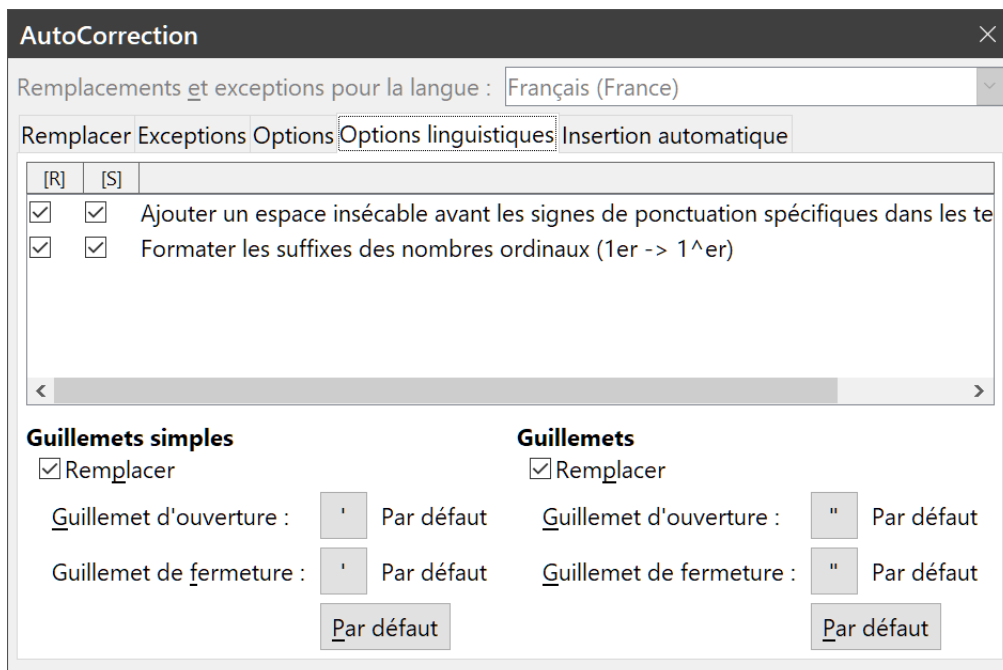 AutoCorrection
Remplacements et exceptions pour la langue : Français (France)
Remplacer Exceptions Options Options linguistiques Insertion automatique
[R] [S]
Ajouter un espace insécable avant les signes de ponctuation spécifiques dans les te
Formater les suffixes des nombres ordinaux (1er -> 1^er)
Guillemets simples Guillemets
Remplacer Remplacer
Guillemet d'ouverture : ' Par défaut Guillemet d'ouverture : " Par défaut
Guillemet de fermeture : ' Par défaut Guillemet de fermeture : " Par défaut
Par défaut Par défaut